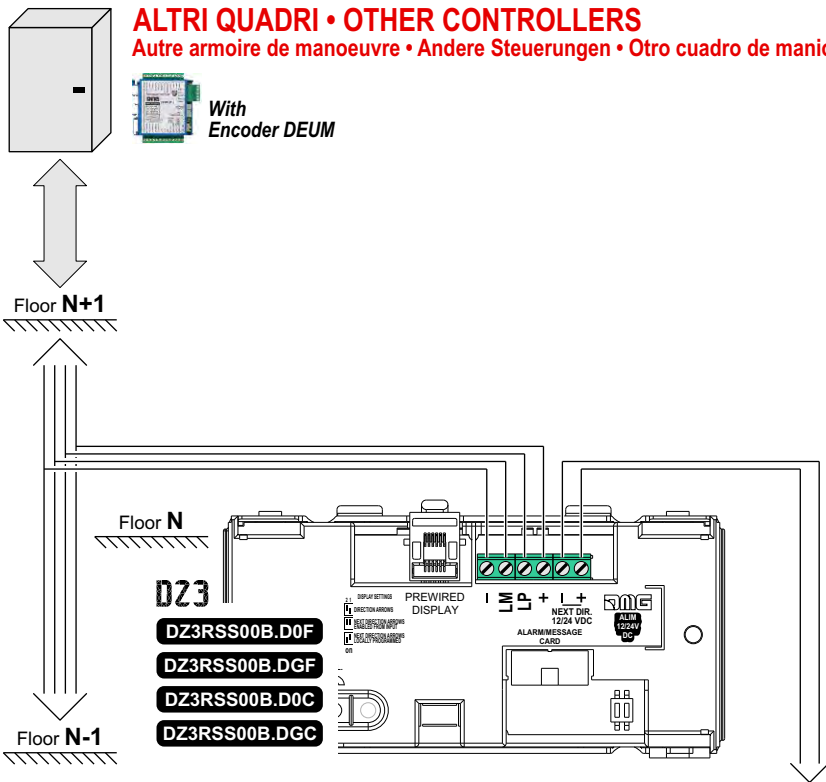 ALTRI QUADRI • OTHER CONTROLLERS
Autre armoire de manoeuvre • Andere Steuerungen • Otro cuadro de manio
With
Encoder DEUM
Floor N+1
Floor N
DZ3
DZ3RSS00B.D0F
DZ3RSS00B.DGF
DZ3RSS00B.D0C
DZ3RSS00B.DGC
Floor N-1
2 1
DISPLAY SETTINGS
DIRECTION ARROWS
NEXT DIRECTION ARROWS
ENABLED FROM INPUT
NEXT DIRECTION ARROWS
LOCALLY PROGRAMMED
on
PREWIRED
DISPLAY
− LM LP + − +
NEXT DIR.
12/24 VDC
ALARM/MESSAGE
CARD
DMG
ALIM
12/24V
DC